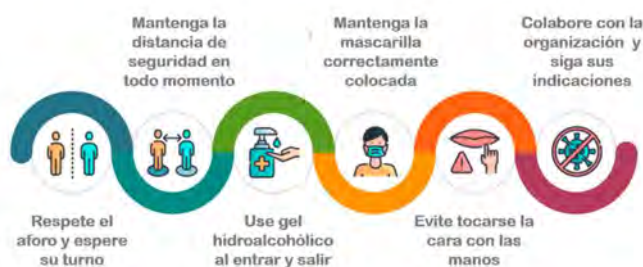 Respete el
aforo y espere
su turno
Mantenga la
distancia de
seguridad en
todo momento
Use gel
hidroalcohólico
al entrar y salir
Mantenga la
mascarilla
correctamente
colocada
Evite tocarse la
cara con las
manos
Colabore con la
organización y
siga sus
indicaciones